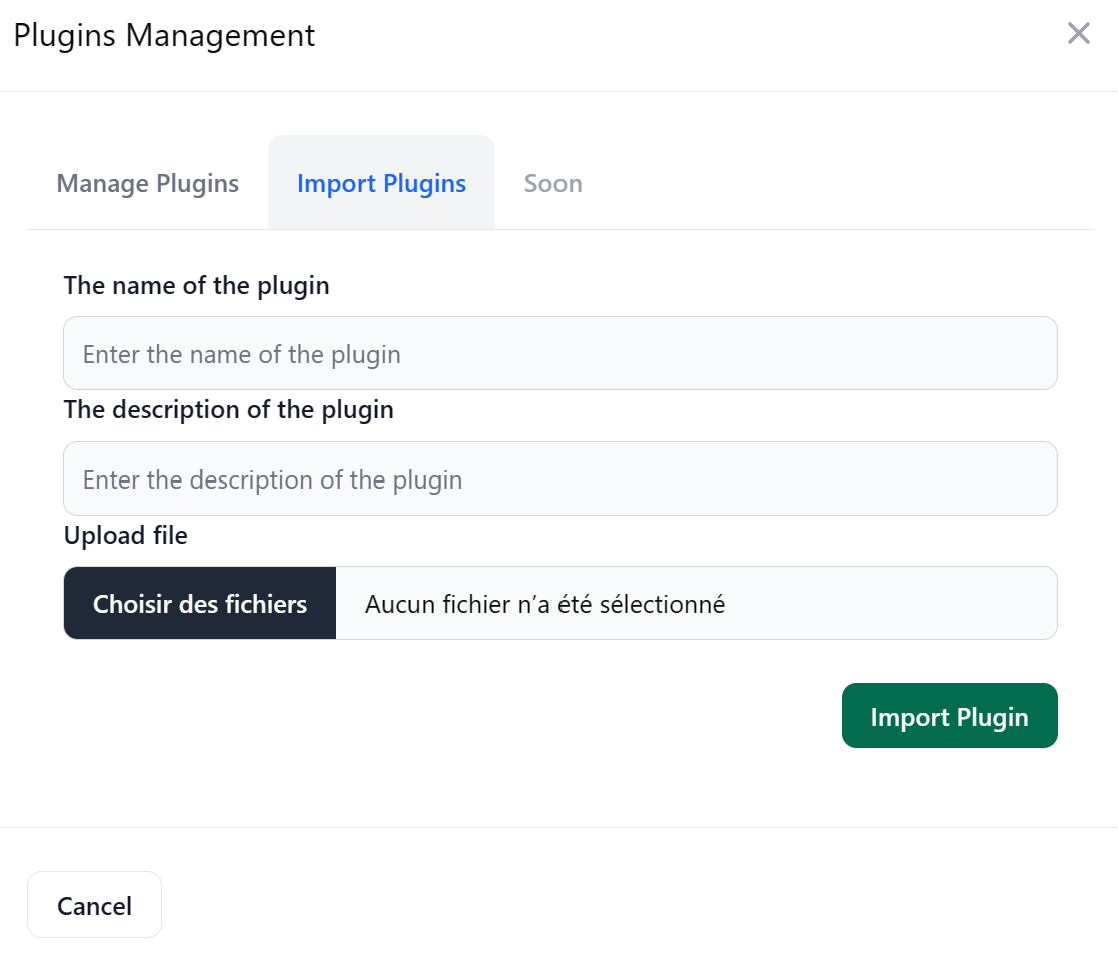 Plugins Management
Manage Plugins
Import Plugins
Soon
The name of the plugin
Enter the name of the plugin
The description of the plugin
Enter the description of the plugin
Upload file
Choisir des fichiers
Aucun fichier n’a été sélectionné
Import Plugin
Cancel